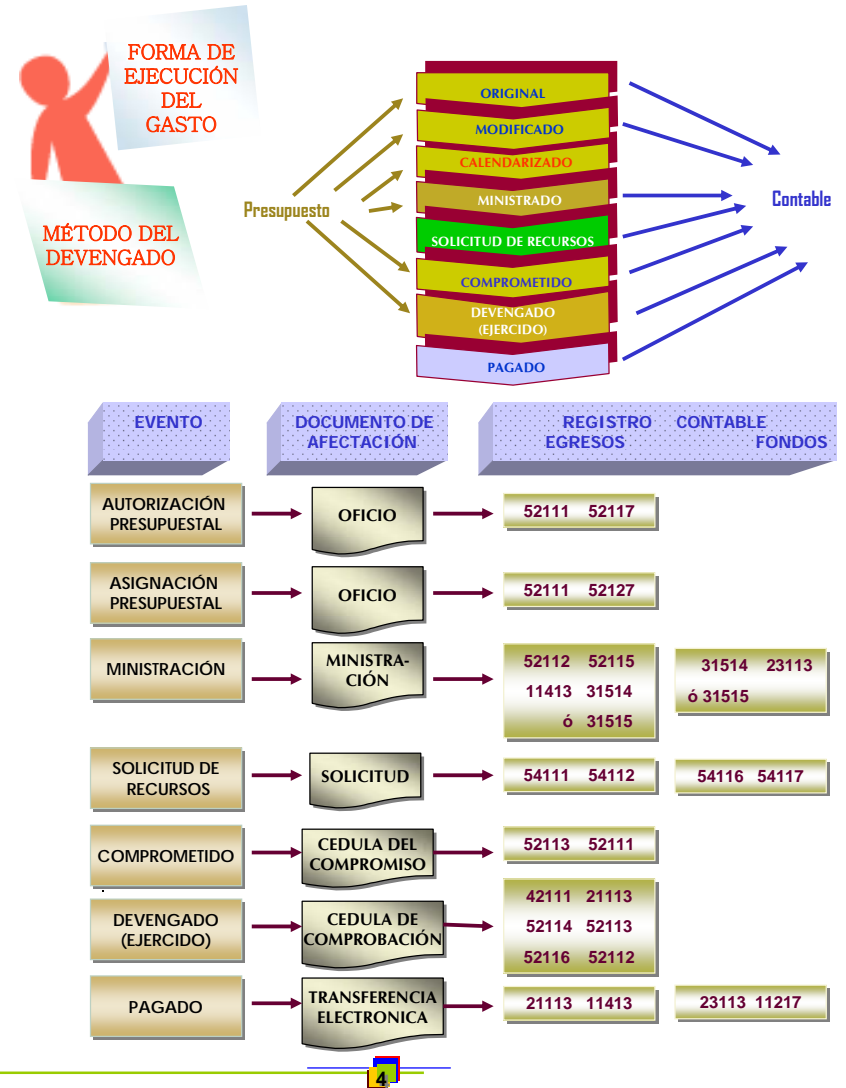 FORMA DE
EJECUCIÓN
DEL
GASTO
MÉTODO DEL
DEVENGADO
Presupuesto
ORIGINAL
MODIFICADO
CALENDARIZADO
MINISTRADO
SOLICITUD DE RECURSOS
COMPROMETIDO
DEVENGADO
(EJERCIDO)
PAGADO
Contable
EVENTO
DOCUMENTO DE
AFECTACIÓN
REGISTRO CONTABLE
EGRESOS FONDOS
AUTORIZACIÓN
PRESUPUESTAL
OFICIO
52111 52117
ASIGNACIÓN
PRESUPUESTAL
OFICIO
52111 52127
MINISTRACIÓN
MINISTRA-
CIÓN
52112 52115
11413 31514
ó 31515
31514 23113
ó 31515
SOLICITUD DE
RECURSOS
SOLICITUD
54111 54112
54116 54117
COMPROMETIDO
CEDULA DEL
COMPROMISO
52113 52111
DEVENGADO
(EJERCIDO)
CEDULA DE
COMPROBACIÓN
42111 21113
52114 52113
52116 52112
PAGADO
TRANSFERENCIA
ELECTRONICA
21113 11413
23113 11217
4